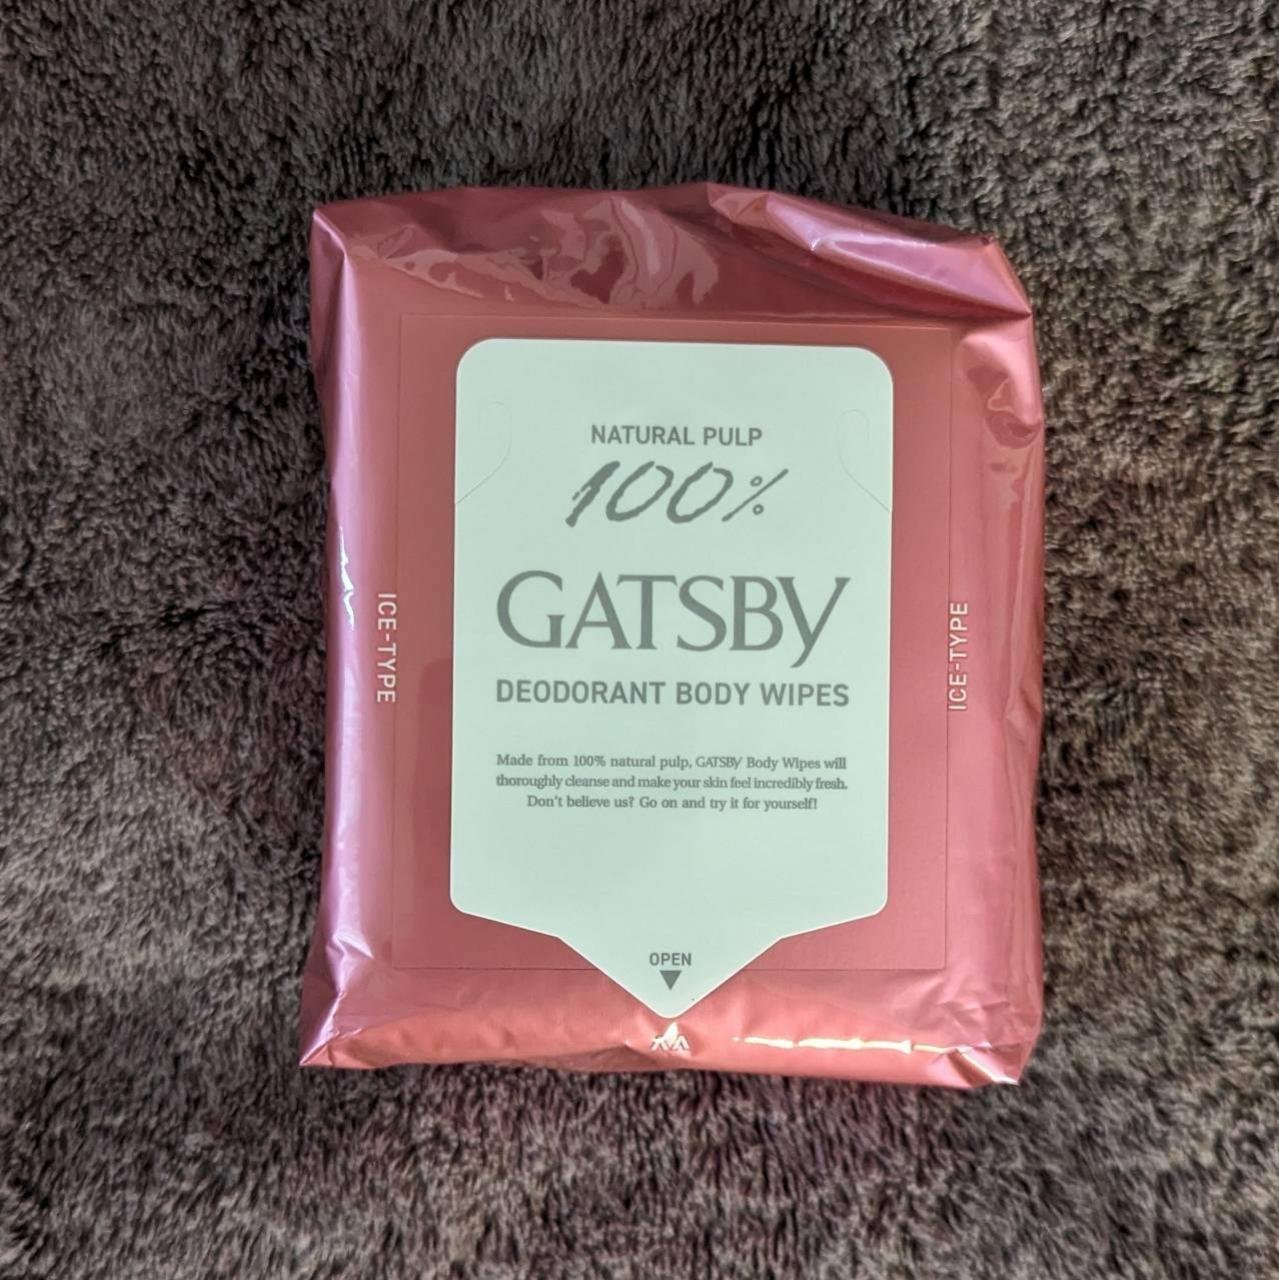 NATURAL PULP
100%
GATSBY
DEODORANT BODY WIPES
ICE-TYPE
ICE-TYPE
Made from 100% natural pulp, GATSBY Body Wipes will
thoroughly cleanse and make your skin feel incredibly fresh.
Don't believe us? Go on and try it for yourself!
OPEN